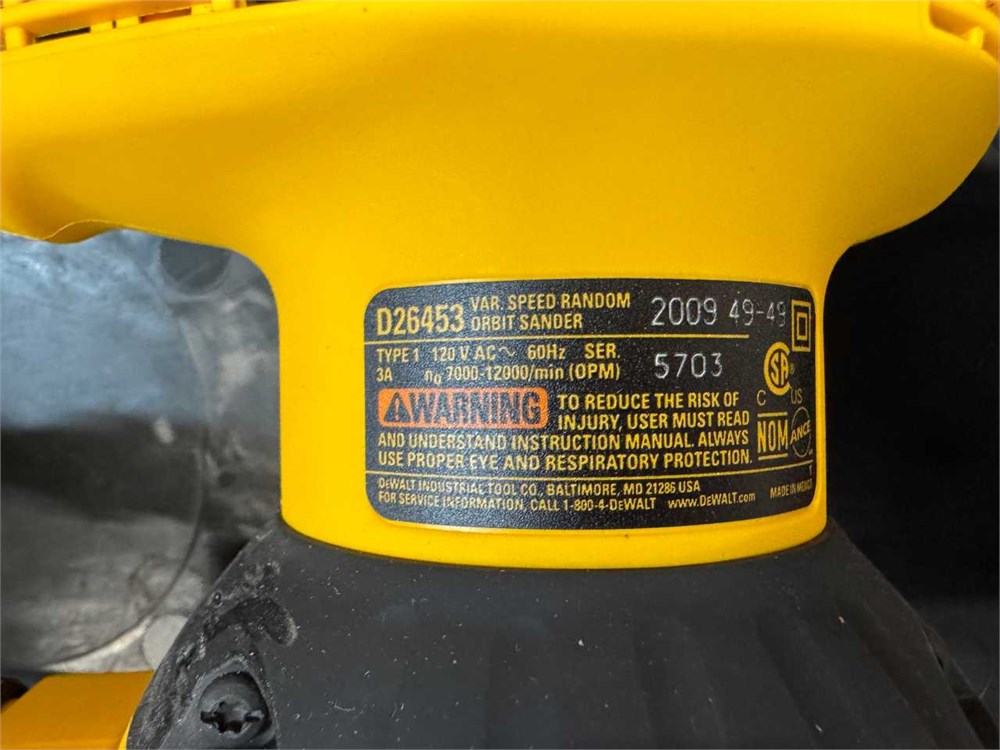 D26453 VAR. SPEED RANDOM ORBIT SANDER 2009 49-49
TYPE 1 120 V AC~ 60Hz SER.
3A n₀ 7000-12000/min (OPM) 5703
SA®
C US
⚠WARNING TO REDUCE THE RISK OF
INJURY, USER MUST READ
AND UNDERSTAND INSTRUCTION MANUAL. ALWAYS
USE PROPER EYE AND RESPIRATORY PROTECTION.
NOM ANCE
DEWALT INDUSTRIAL TOOL CO., BALTIMORE, MD 21286 USA
FOR SERVICE INFORMATION, CALL 1-800-4-DEWALT www.DEWALT.com
MADE IN MEXICO